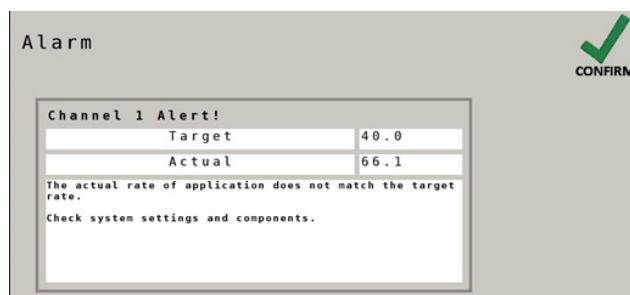 Alarm
CONFIRM
Channel 1 Alert!
Target 40.0
Actual 66.1
The actual rate of application does not match the target
rate.
Check system settings and components.